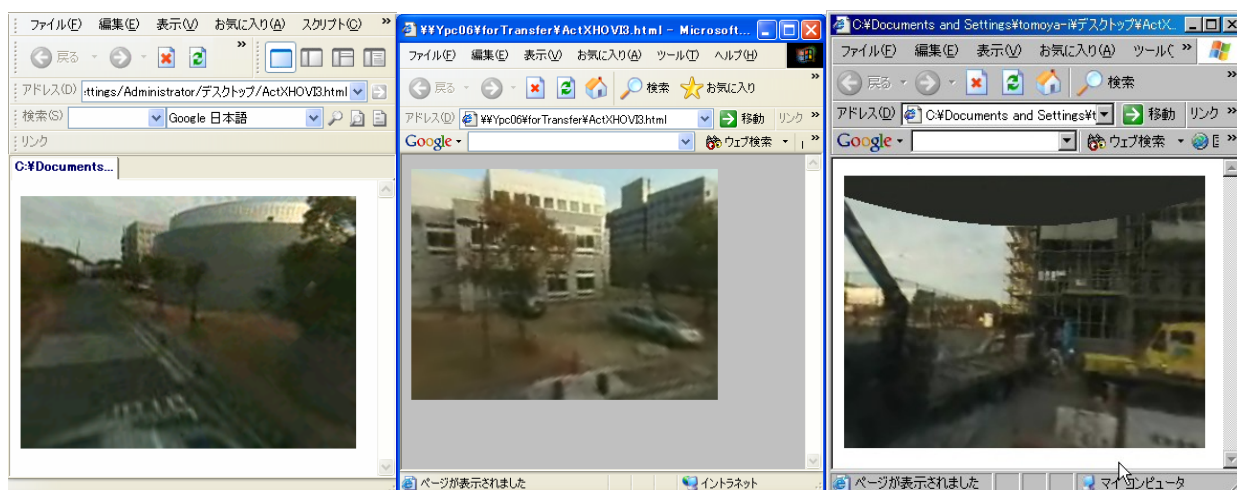 ファイル(F) 編集(E) 表示(V) お気に入り(A) スクリプト(C) »
戻る »
アドレス(D) :ttings/Administrator/デスクトップ/ActXHOVI3.html
検索(S) Google 日本語
リンク
C:¥Documents...
¥¥Ypc06¥forTransfer¥ActXHOVI3.html - Microsoft...
ファイル(F) 編集(E) 表示(V) お気に入り(A) ツール(T) ヘルプ(H)
戻る 検索 お気に入り »
アドレス(D) ¥¥Ypc06¥forTransfer¥ActXHOVI3.html 移動 リンク »
Google ウェブ検索 »
ページが表示されました イントラネット
C:¥Documents and Settings¥tomoya-i¥デスクトップ¥ActX...
ファイル(F) 編集(E) 表示(V) お気に入り(A) ツール( »
戻る 検索 »
アドレス(D) C:¥Documents and Settings¥t 移動 リンク »
Google ウェブ検索 »
ページが表示されました マイ コンピュータ